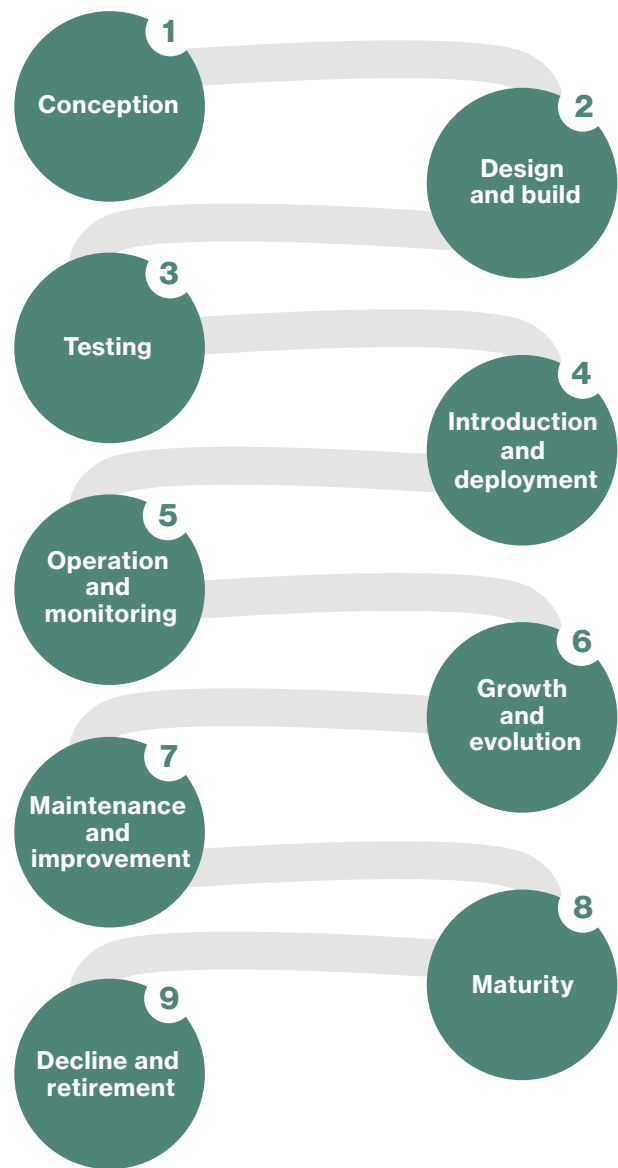 1
Conception
2
Design
and build
3
Testing
4
Introduction
and
deployment
5
Operation
and
monitoring
6
Growth
and
evolution
7
Maintenance
and
improvement
8
Maturity
9
Decline and
retirement